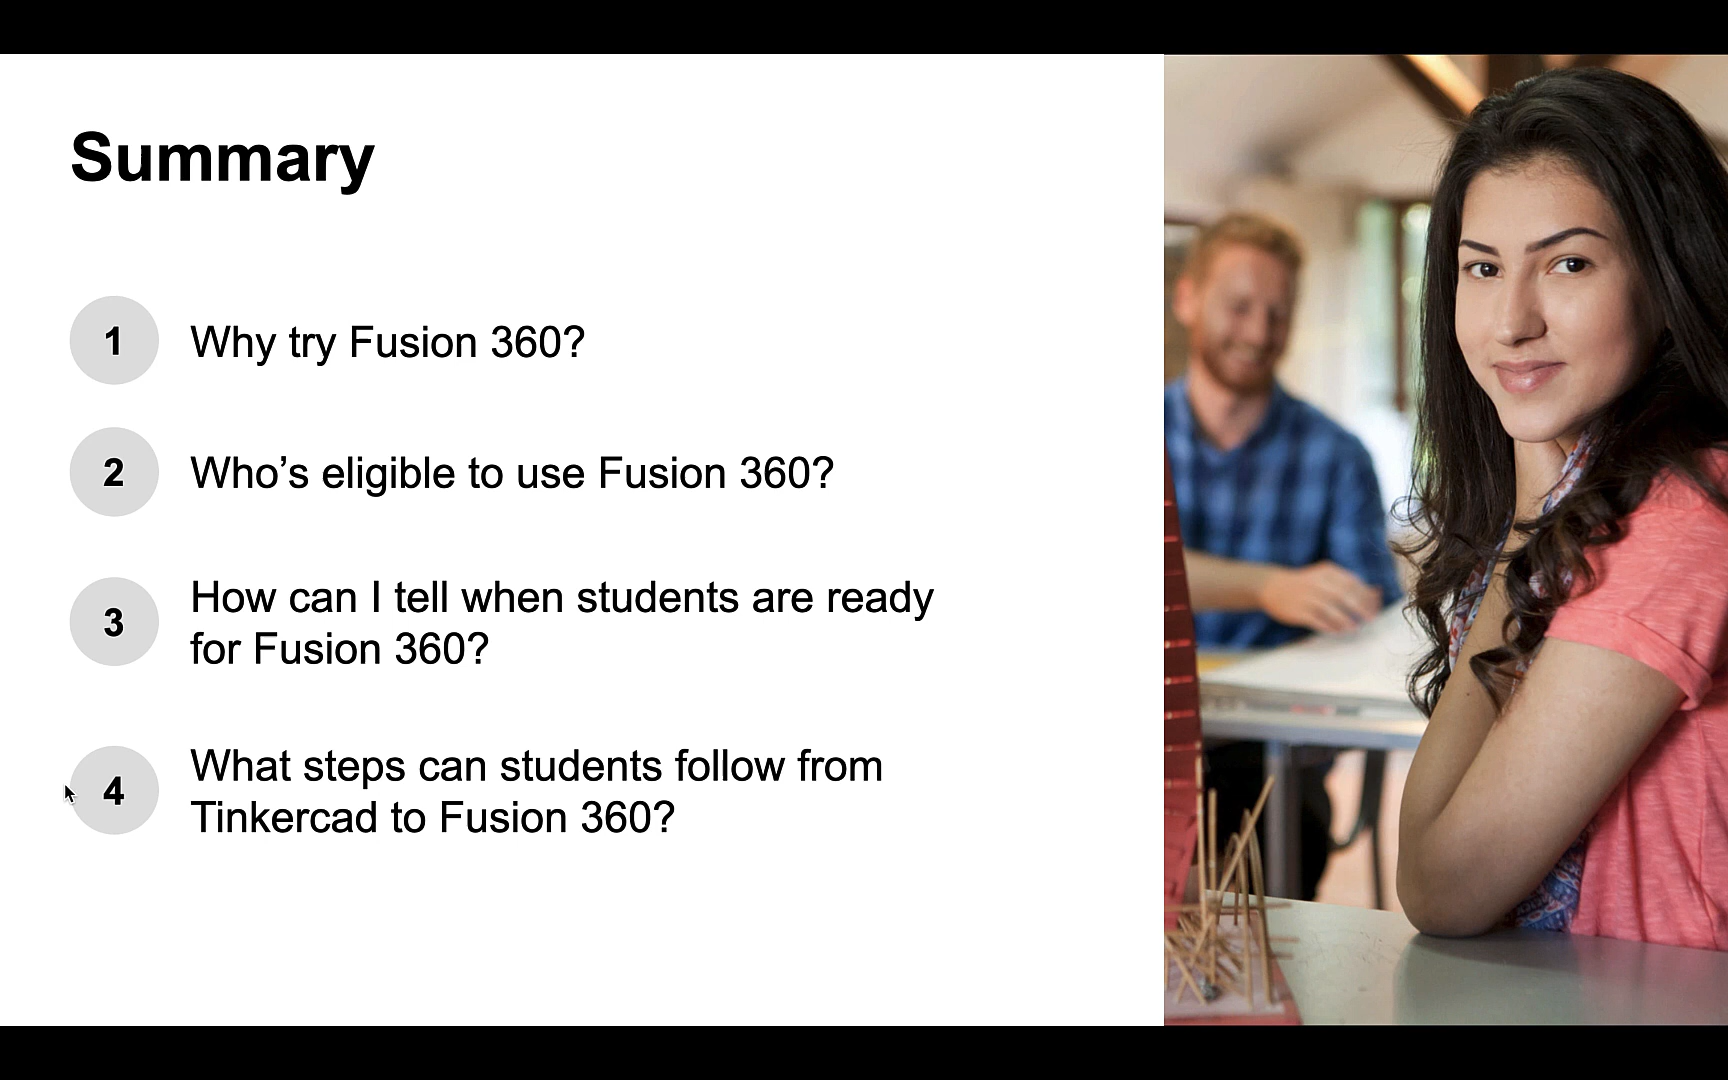 Summary
1
Why try Fusion 360?
2
Who’s eligible to use Fusion 360?
3
How can I tell when students are ready
for Fusion 360?
4
What steps can students follow from
Tinkercad to Fusion 360?